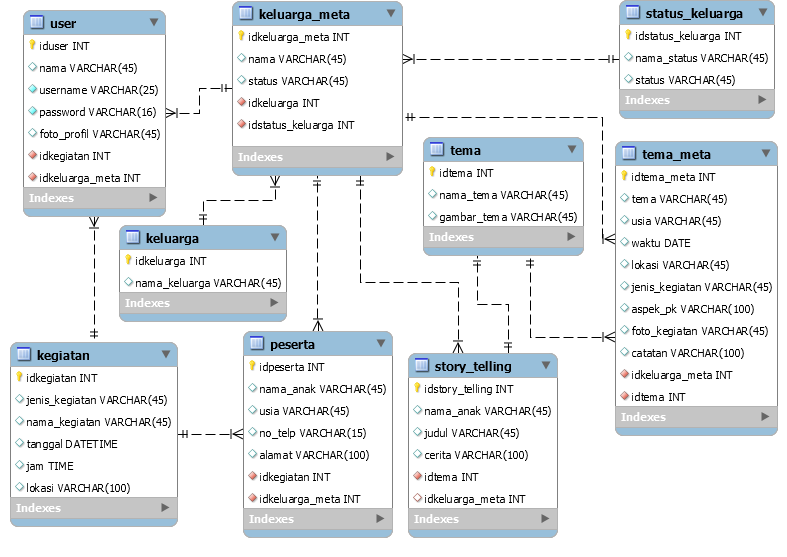 user
iduser INT
nama VARCHAR(45)
username VARCHAR(25)
password VARCHAR(16)
foto_profil VARCHAR(45)
idkegiatan INT
idkeluarga_meta INT
Indexes
keluarga_meta
idkeluarga_meta INT
nama VARCHAR(45)
status VARCHAR(45)
idkeluarga INT
idstatus_keluarga INT
Indexes
status_keluarga
idstatus_keluarga INT
nama_status VARCHAR(45)
status VARCHAR(45)
Indexes
tema
idtema INT
nama_tema VARCHAR(45)
gambar_tema VARCHAR(45)
Indexes
tema_meta
idtema_meta INT
tema VARCHAR(45)
usia VARCHAR(45)
waktu DATE
lokasi VARCHAR(45)
jenis_kegiatan VARCHAR(45)
aspek_pk VARCHAR(100)
foto_kegiatan VARCHAR(45)
catatan VARCHAR(100)
idkeluarga_meta INT
idtema INT
Indexes
keluarga
idkeluarga INT
nama_keluarga VARCHAR(45)
Indexes
kegiatan
idkegiatan INT
jenis_kegiatan VARCHAR(45)
nama_kegiatan VARCHAR(45)
tanggal DATETIME
jam TIME
lokasi VARCHAR(100)
Indexes
peserta
idpeserta INT
nama_anak VARCHAR(45)
usia VARCHAR(45)
no_telp VARCHAR(15)
alamat VARCHAR(100)
idkegiatan INT
idkeluarga_meta INT
Indexes
story_telling
idstory_telling INT
nama_anak VARCHAR(45)
judul VARCHAR(45)
cerita VARCHAR(100)
idtema INT
idkeluarga_meta INT
Indexes